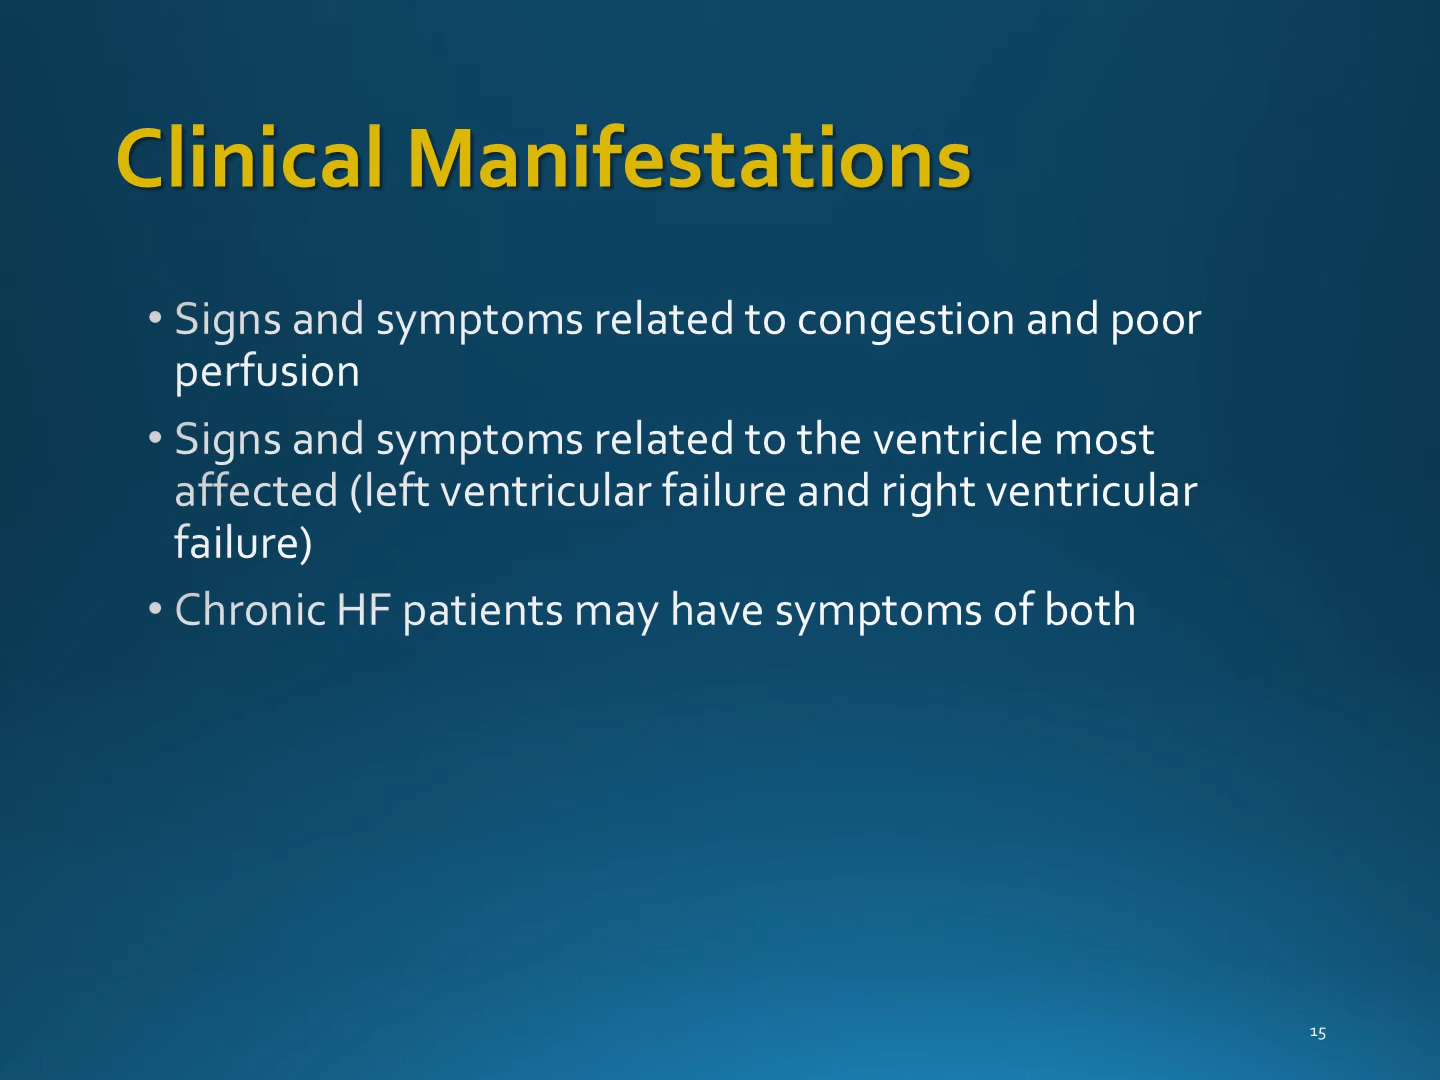 Clinical Manifestations
• Signs and symptoms related to congestion and poor
perfusion
• Signs and symptoms related to the ventricle most
affected (left ventricular failure and right ventricular
failure)
• Chronic HF patients may have symptoms of both
15